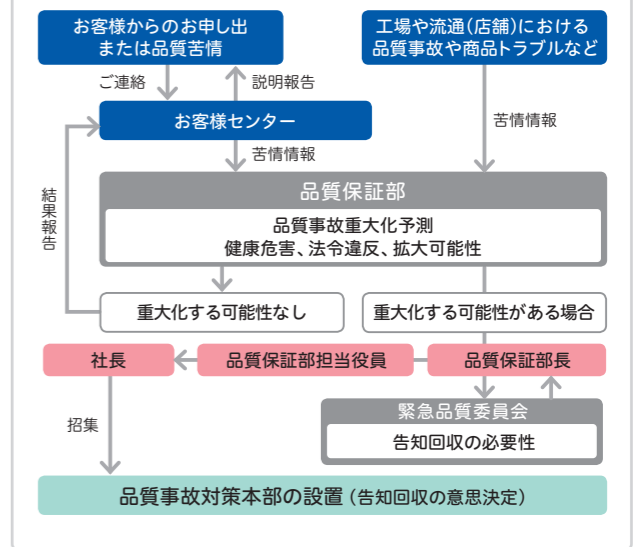 お客様からのお申し出
または品質苦情
工場や流通（店舗）における
品質事故や商品トラブルなど
ご連絡
説明報告
お客様センター
苦情情報
苦情情報
品質保証部
品質事故重大化予測
健康危害、法令違反、拡大可能性
結果報告
重大化する可能性なし
重大化する可能性がある場合
社長
品質保証部担当役員
品質保証部長
招集
緊急品質委員会
告知回収の必要性
品質事故対策本部の設置（告知回収の意思決定）